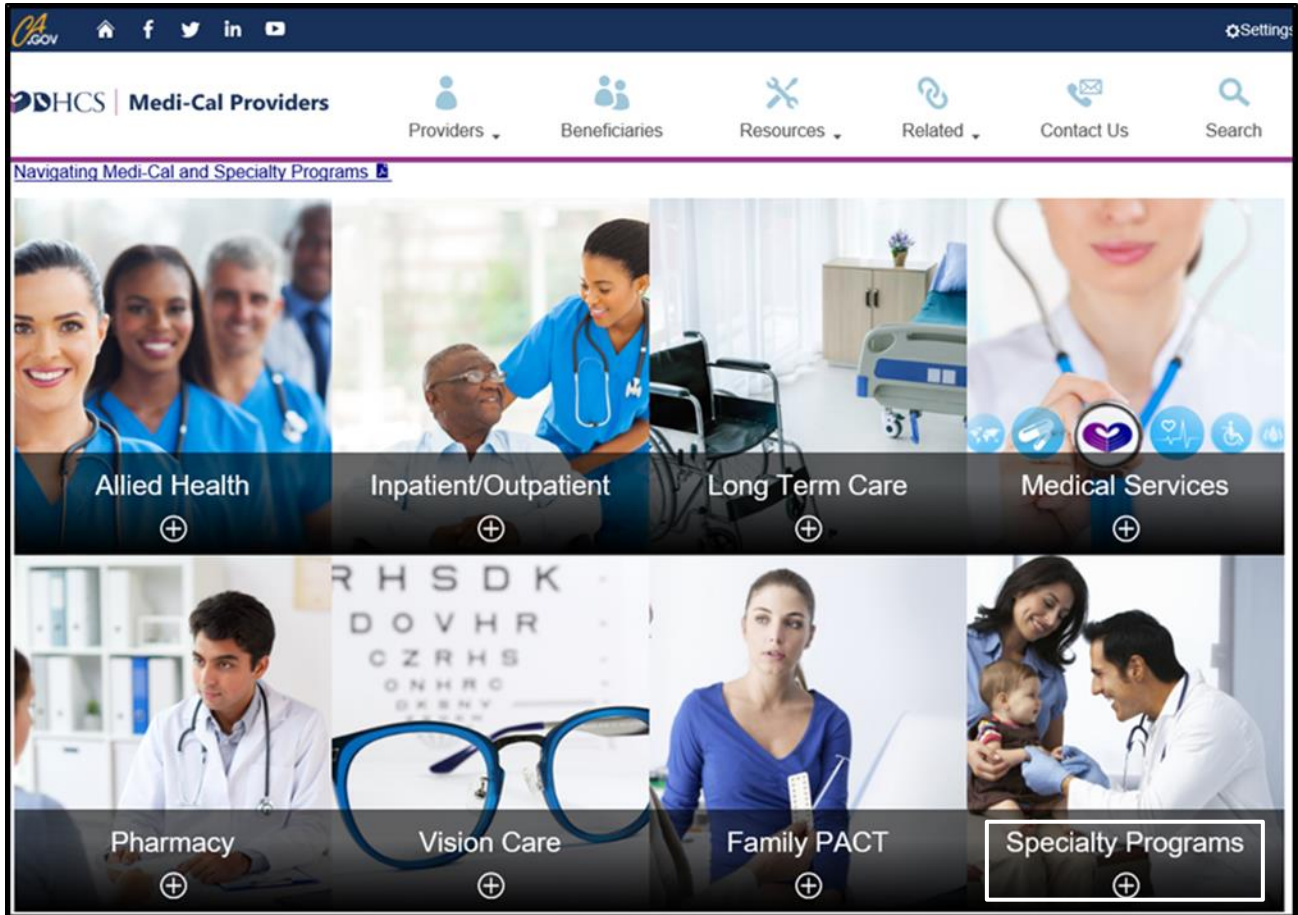 CA.GOV
Settings
DHCS | Medi-Cal Providers
Providers
Beneficiaries
Resources
Related
Contact Us
Search
Navigating Medi-Cal and Specialty Programs
Allied Health
Inpatient/Outpatient
Long Term Care
Medical Services
R H S D K
D O V H R
C Z R H S
O N H R C
Pharmacy
Vision Care
Family PACT
Specialty Programs